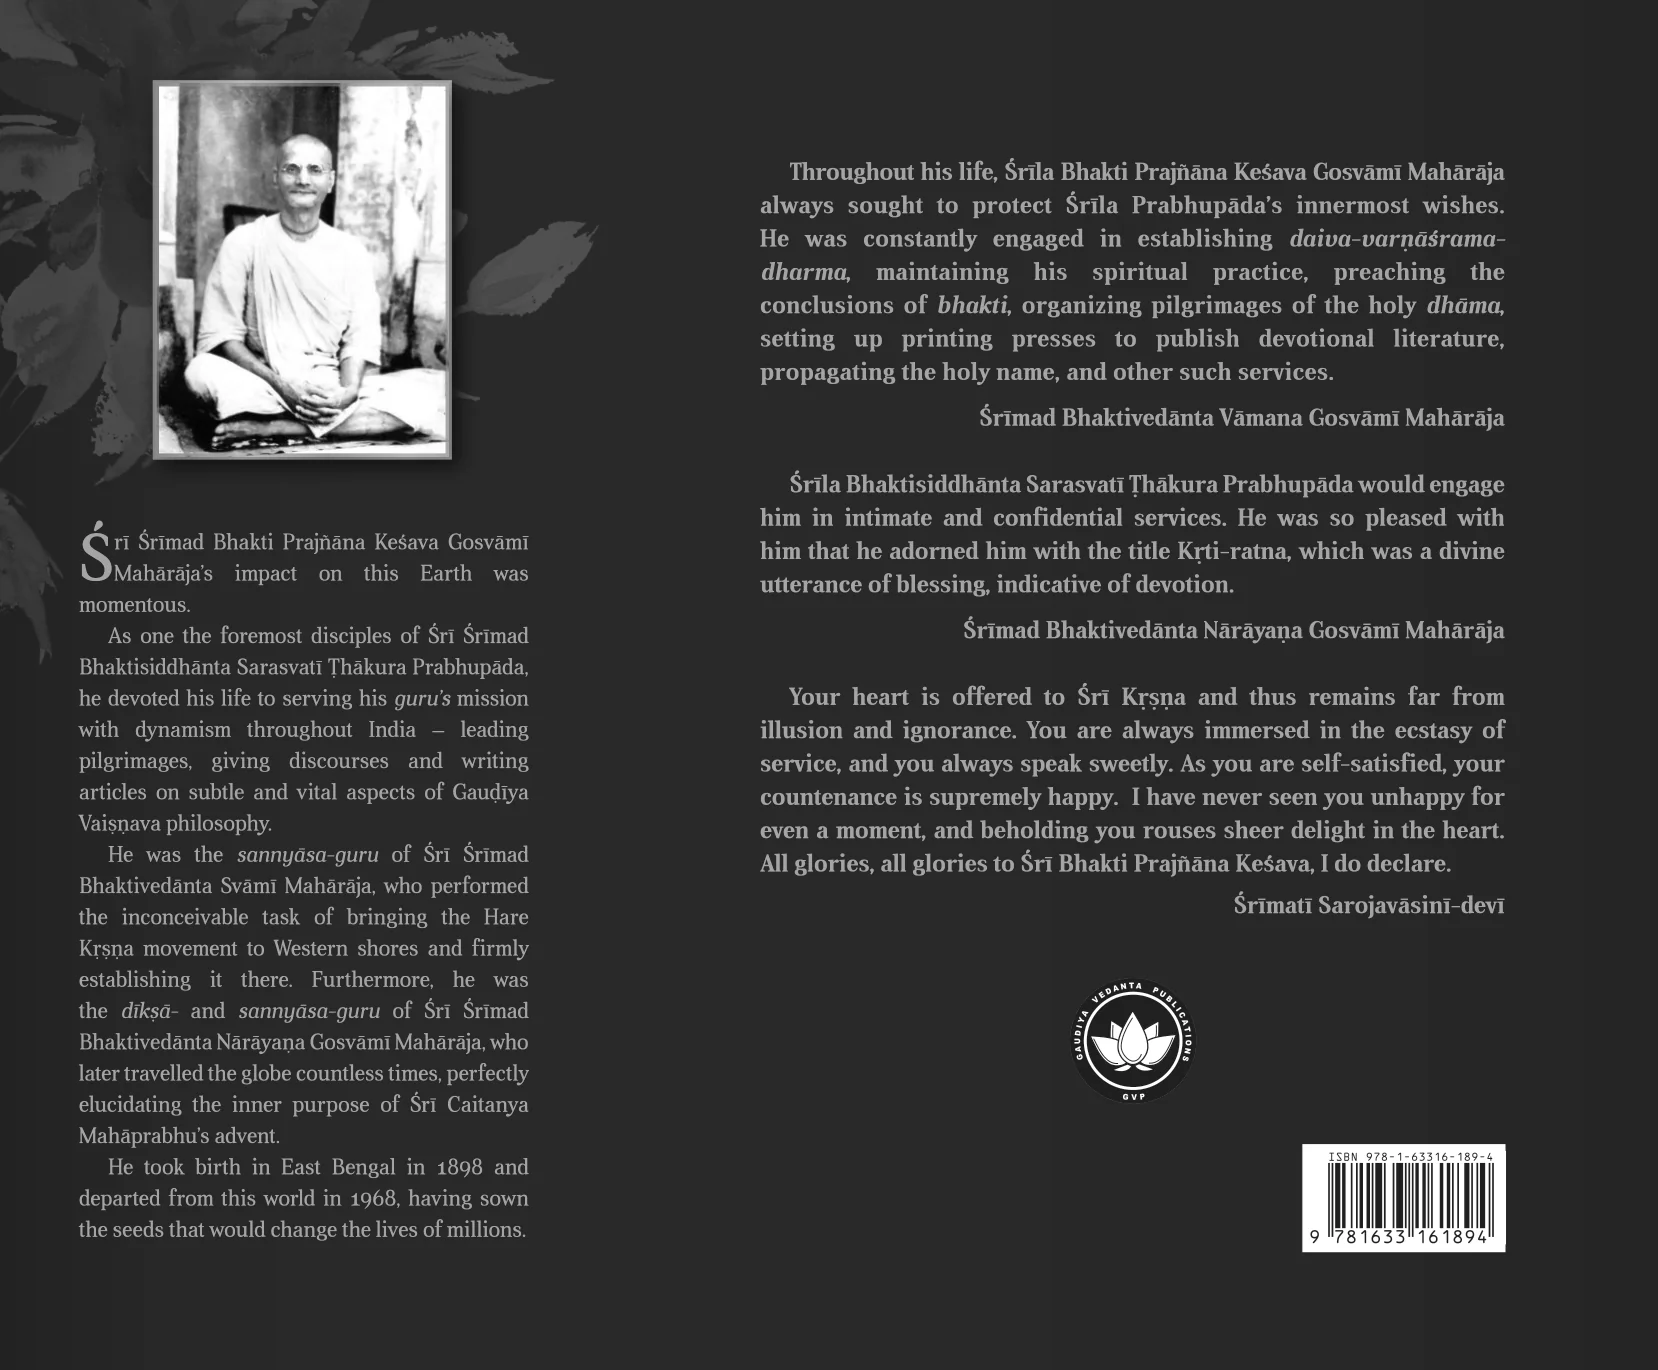 Śrī Śrīmad Bhakti Prajñāna Keśava Gosvāmī
Mahārāja’s impact on this Earth was
momentous.
As one the foremost disciples of Śrī Śrīmad
Bhaktisiddhānta Sarasvatī Ṭhākura Prabhupāda,
he devoted his life to serving his guru’s mission
with dynamism throughout India – leading
pilgrimages, giving discourses and writing
articles on subtle and vital aspects of Gauḍīya
Vaiṣṇava philosophy.
He was the sannyāsa-guru of Śrī Śrīmad
Bhaktivedānta Svāmī Mahārāja, who performed
the inconceivable task of bringing the Hare
Kṛṣṇa movement to Western shores and firmly
establishing it there. Furthermore, he was
the dīkṣā- and sannyāsa-guru of Śrī Śrīmad
Bhaktivedānta Nārāyaṇa Gosvāmī Mahārāja, who
later travelled the globe countless times, perfectly
elucidating the inner purpose of Śrī Caitanya
Mahāprabhu’s advent.
He took birth in East Bengal in 1898 and
departed from this world in 1968, having sown
the seeds that would change the lives of millions.
Throughout his life, Śrīla Bhakti Prajñāna Keśava Gosvāmī Mahārāja
always sought to protect Śrīla Prabhupāda’s innermost wishes.
He was constantly engaged in establishing daiva-varṇāśrama-
dharma, maintaining his spiritual practice, preaching the
conclusions of bhakti, organizing pilgrimages of the holy dhāma,
setting up printing presses to publish devotional literature,
propagating the holy name, and other such services.
Śrīmad Bhaktivedānta Vāmana Gosvāmī Mahārāja
Śrīla Bhaktisiddhānta Sarasvatī Ṭhākura Prabhupāda would engage
him in intimate and confidential services. He was so pleased with
him that he adorned him with the title Kṛti-ratna, which was a divine
utterance of blessing, indicative of devotion.
Śrīmad Bhaktivedānta Nārāyaṇa Gosvāmī Mahārāja
Your heart is offered to Śrī Kṛṣṇa and thus remains far from
illusion and ignorance. You are always immersed in the ecstasy of
service, and you always speak sweetly. As you are self-satisfied, your
countenance is supremely happy. I have never seen you unhappy for
even a moment, and beholding you rouses sheer delight in the heart.
All glories, all glories to Śrī Bhakti Prajñāna Keśava, I do declare.
Śrīmatī Sarojavāsinī-devī
GAUDIYA VEDANTA PUBLICATIONS
GVP
ISBN 978-1-63316-189-4
9 781633 161894